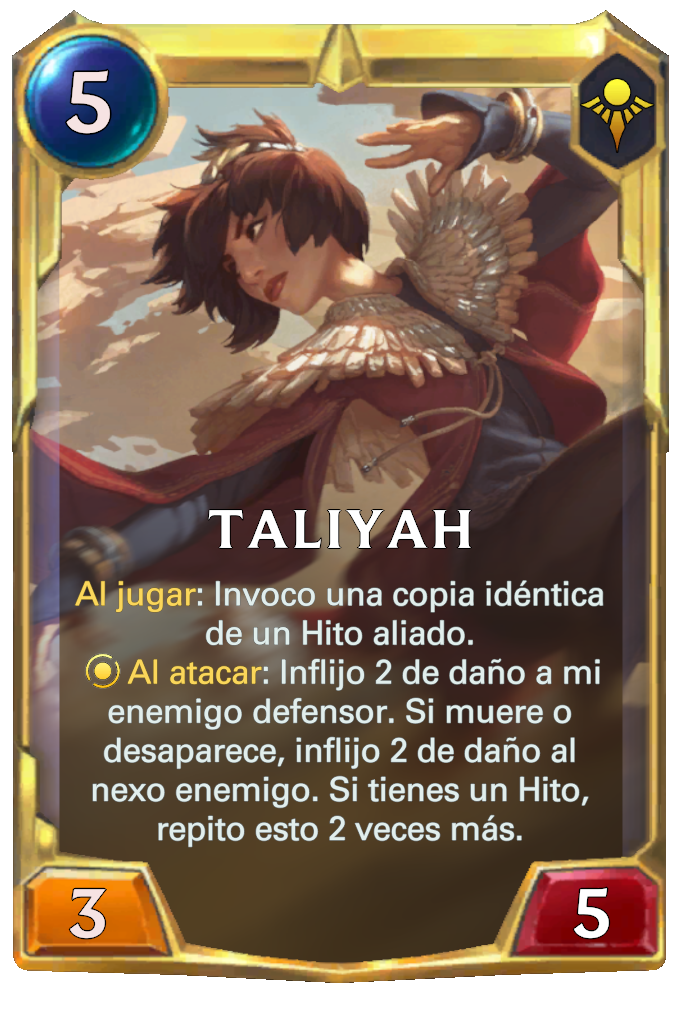 5
TALIYAH
Al jugar: Invoco una copia idéntica
de un Hito aliado.
Al atacar: Inflijo 2 de daño a mi
enemigo defensor. Si muere o
desaparece, inflijo 2 de daño al
nexo enemigo. Si tienes un Hito,
repito esto 2 veces más.
3
5